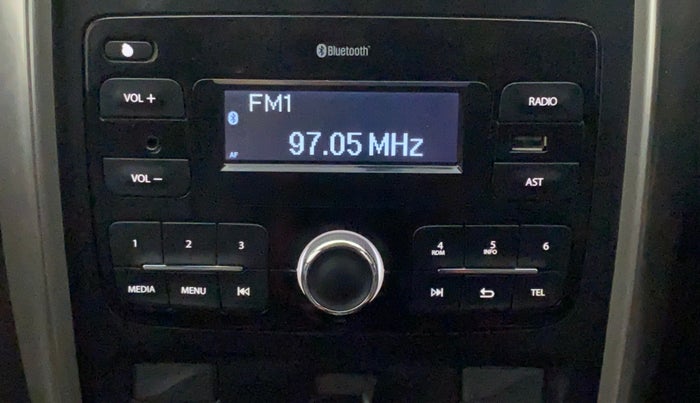 Bluetooth
VOL +
FM1
RADIO
97.05 MHz
AF
VOL −
AST
1 2 3
4 5 6
RDM INFO
MEDIA MENU
TEL